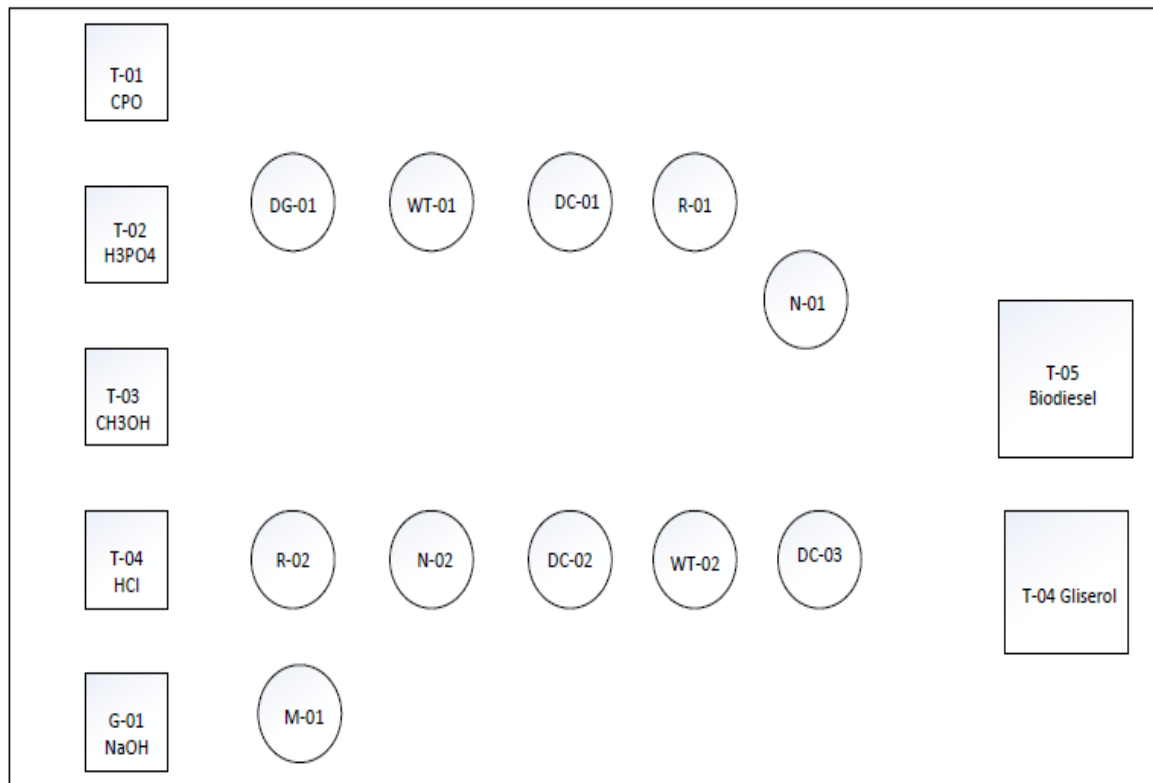 T-01
CPO
DG-01
WT-01
DC-01
R-01
T-02
H3PO4
N-01
T-03
CH3OH
T-05
Biodiesel
T-04
HCl
R-02
N-02
DC-02
WT-02
DC-03
T-04 Gliserol
G-01
NaOH
M-01